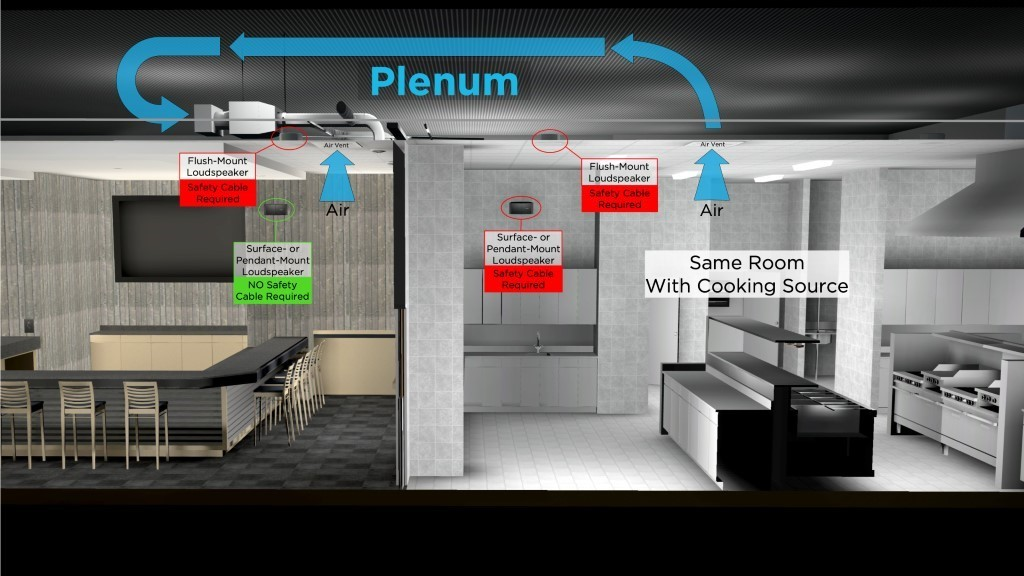 Plenum
Air Vent
Air Vent
Flush-Mount
Loudspeaker
Safety Cable
Required
Air
Flush-Mount
Loudspeaker
Safety Cable
Required
Air
Surface- or
Pendant-Mount
Loudspeaker
NO Safety
Cable Required
Surface- or
Pendant-Mount
Loudspeaker
Safety Cable
Required
Same Room
With Cooking Source